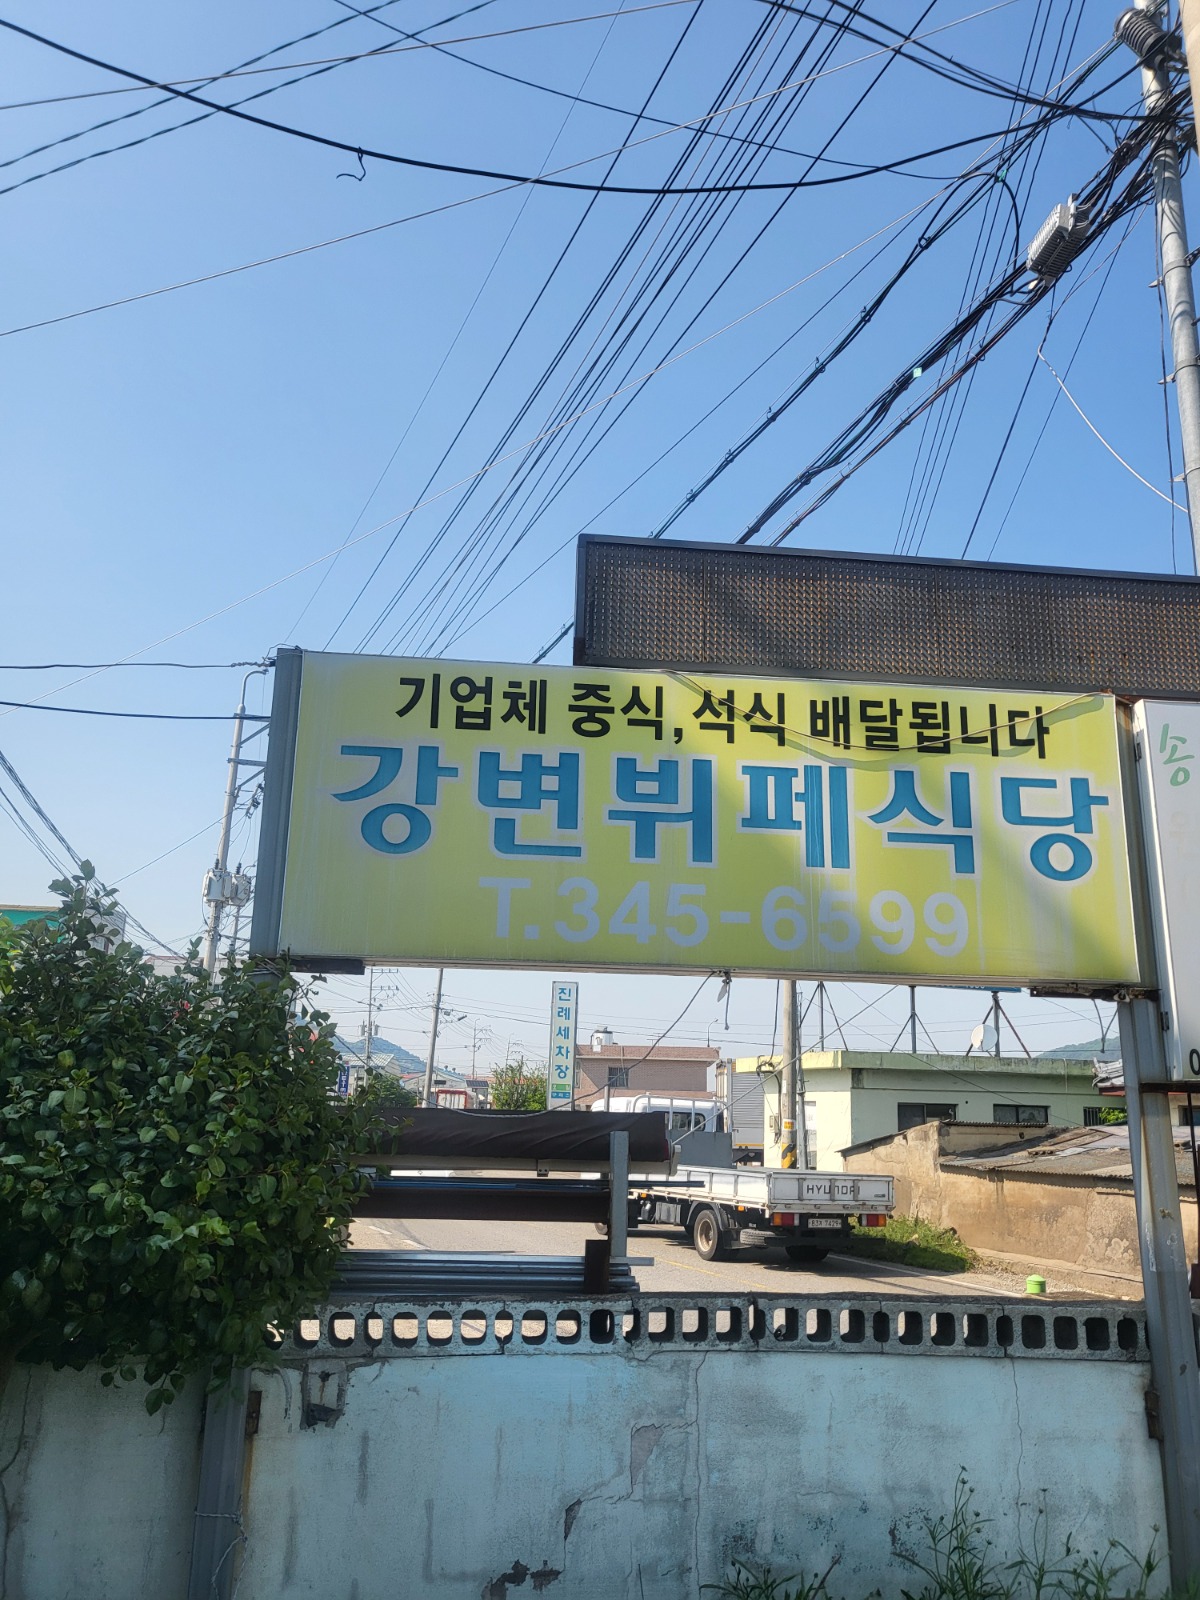 기업체 중식,석식 배달됩니다
강변뷔페식당
T.345-6599
송
진례세차장
HYUNDAI